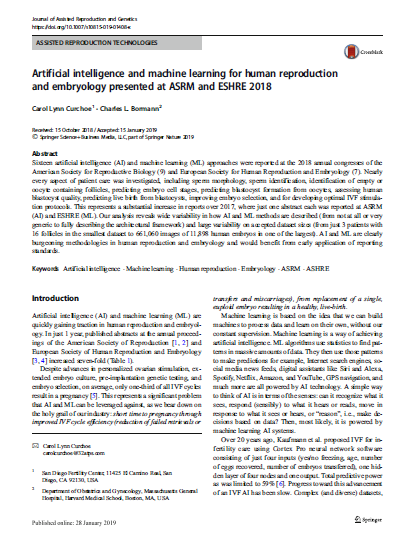 Journal of Assisted Reproduction and Genetics
https://doi.org/10.1007/s10815-019-01408-x
ASSISTED REPRODUCTION TECHNOLOGIES
CrossMark
Artificial intelligence and machine learning for human reproduction
and embryology presented at ASRM and ESHRE 2018
Carol Lynn Curchoe1 · Charles L. Bormann2
Received: 15 October 2018 / Accepted: 15 January 2019
© Springer Science+Business Media, LLC, part of Springer Nature 2019
Abstract
Sixteen artificial intelligence (AI) and machine learning (ML) approaches were reported at the 2018 annual congresses of the
American Society for Reproductive Biology (9) and European Society for Human Reproduction and Embryology (7). Nearly
every aspect of patient care was investigated, including sperm morphology, sperm identification, identification of empty or
oocyte containing follicles, predicting embryo cell stages, predicting blastocyst formation from oocytes, assessing human
blastocyst quality, predicting live birth from blastocysts, improving embryo selection, and for developing optimal IVF stimula-
tion protocols. This represents a substantial increase in reports over 2017, where just one abstract each was reported at ASRM
(AI) and ESHRE (ML). Our analysis reveals wide variability in how AI and ML methods are described (from not at all or very
generic to fully describing the architectural framework) and large variability on accepted dataset sizes (from just 3 patients with
16 follicles in the smallest dataset to 661,060 images of 11,898 human embryos in one of the largest). AI and ML are clearly
burgeoning methodologies in human reproduction and embryology and would benefit from early application of reporting
standards.
Keywords Artificial intelligence · Machine learning · Human reproduction · Embryology · ASRM · ASHRE
Introduction
Artificial intelligence (AI) and machine learning (ML) are
quickly gaining traction in human reproduction and embryol-
ogy. In just 1 year, published abstracts at the annual proceed-
ings of the American Society of Reproduction [1, 2] and
European Society of Human Reproduction and Embryology
[3, 4] increased seven-fold (Table 1).
Despite advances in personalized ovarian stimulation, ex-
tended embryo culture, pre-implantation genetic testing, and
embryo selection, on average, only one-third of all IVF cycles
result in a pregnancy [5]. This represents a significant problem
that AI and ML can be leveraged against, as we hear down on
the holy grail of our industry: short time to pregnancy through
improved IVF cycle efficiency (reduction of failed retrievals or
Carol Lynn Curchoe
carolcurchoe@32atps.com
1 San Diego Fertility Center, 11425 El Camino Real, San
Diego, CA 92130, USA
2 Department of Obstetrics and Gynecology, Massachusetts General
Hospital, Harvard Medical School, Boston, MA, USA
transfers and miscarriages), from replacement of a single,
euploid embryo resulting in a healthy, live-birth.
Machine learning is based on the idea that we can build
machines to process data and learn on their own, without our
constant supervision. Machine learning is a way of achieving
artificial intelligence. ML algorithms use statistics to find pat-
terns in massive amounts of data. They then use those patterns
to make predictions for example, Internet search engines, so-
cial media news feeds, digital assistants like Siri and Alexa,
Spotify, Netflix, Amazon, and YouTube, GPS navigation, and
much more are all powered by AI technology. A simple way
to think of AI is in terms of the senses: can it recognize what it
sees, respond (sensibly) to what it hears or reads, move in
response to what it sees or hears, or “reason”, i.e., make de-
cisions based on data? Then, most likely, it is powered by
machine learning AI systems.
Over 20 years ago, Kaufmann et al. proposed IVF for in-
fertility care using Cortex Pro neural network software
consisting of just four inputs (yes/no freezing, age, number
of eggs recovered, number of embryos transferred), one hid-
den layer of four nodes and one output. Total predictive power
was limited to 59% [6]. Progress toward this advancement
of an IVF AI has been slow. Complex (and diverse) datasets,
Published online: 28 January 2019
Springer